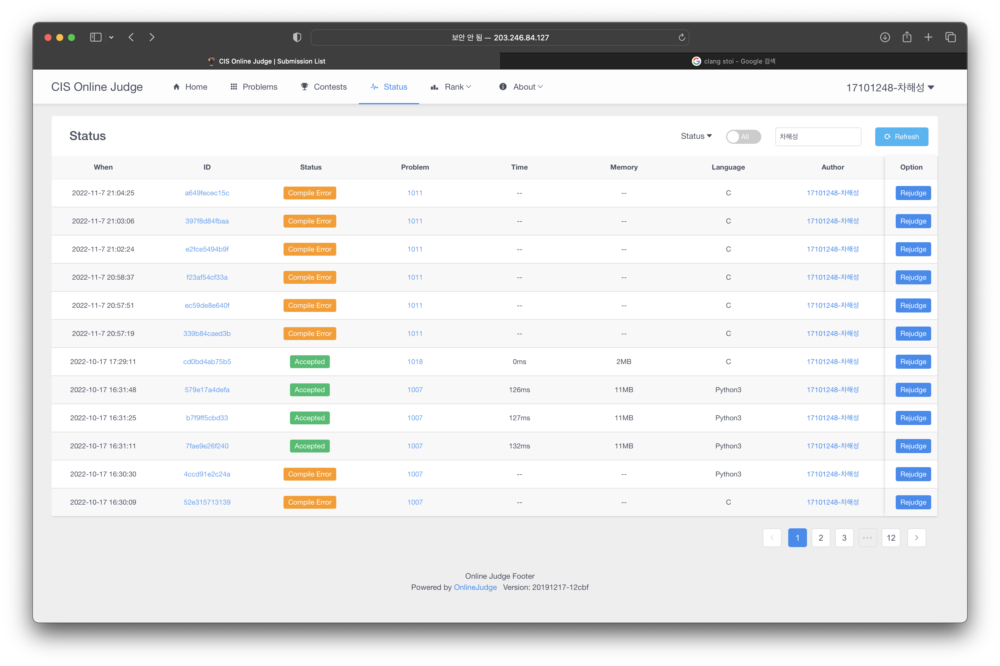 보안 안 됨 — 203.246.84.127
CIS Online Judge | Submission List
clang stoi - Google 검색
CIS Online Judge Home Problems Contests Status Rank About 17101248-차해성
Status Status All 차해성 Refresh
When ID Status Problem Time Memory Language Author Option
2022-11-7 21:04:25 a649fecec15c Compile Error 1011 -- -- C 17101248-차해성 Rejudge
2022-11-7 21:03:06 397f8d84fbaa Compile Error 1011 -- -- C 17101248-차해성 Rejudge
2022-11-7 21:02:24 e2fce5494b9f Compile Error 1011 -- -- C 17101248-차해성 Rejudge
2022-11-7 20:58:37 f23af54cf33a Compile Error 1011 -- -- C 17101248-차해성 Rejudge
2022-11-7 20:57:51 ec59de8e640f Compile Error 1011 -- -- C 17101248-차해성 Rejudge
2022-11-7 20:57:19 339b84caed3b Compile Error 1011 -- -- C 17101248-차해성 Rejudge
2022-10-17 17:29:11 cd0bd4ab75b5 Accepted 1018 0ms 2MB C 17101248-차해성 Rejudge
2022-10-17 16:31:48 579e17a4defa Accepted 1007 126ms 11MB Python3 17101248-차해성 Rejudge
2022-10-17 16:31:25 b7f9ff5cbd33 Accepted 1007 127ms 11MB Python3 17101248-차해성 Rejudge
2022-10-17 16:31:11 7fae9e26f240 Accepted 1007 132ms 11MB Python3 17101248-차해성 Rejudge
2022-10-17 16:30:30 4ccd91e2c24a Compile Error 1007 -- -- Python3 17101248-차해성 Rejudge
2022-10-17 16:30:09 52e315713139 Compile Error 1007 -- -- C 17101248-차해성 Rejudge
1 2 3 ••• 12
Online Judge Footer
Powered by OnlineJudge Version: 20191217-12cbf